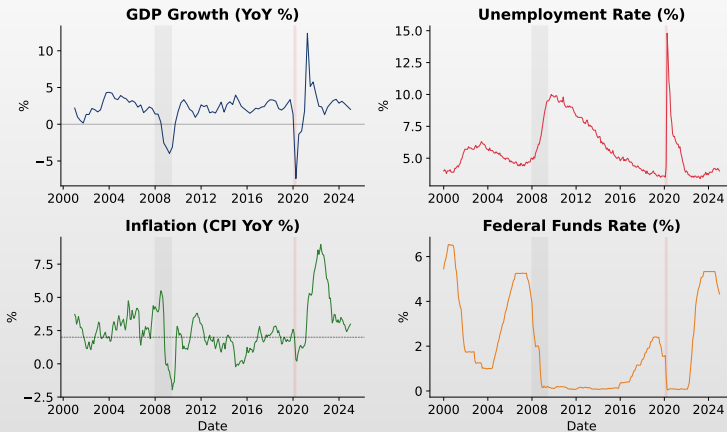 GDP Growth (YoY %)
%
10
5
0
−5
2000 2004 2008 2012 2016 2020 2024
Unemployment Rate (%)
%
15.0
12.5
10.0
7.5
5.0
2000 2004 2008 2012 2016 2020 2024
Inflation (CPI YoY %)
%
7.5
5.0
2.5
0.0
−2.5
2000 2004 2008 2012 2016 2020 2024
Date
Federal Funds Rate (%)
%
6
4
2
0
2000 2004 2008 2012 2016 2020 2024
Date